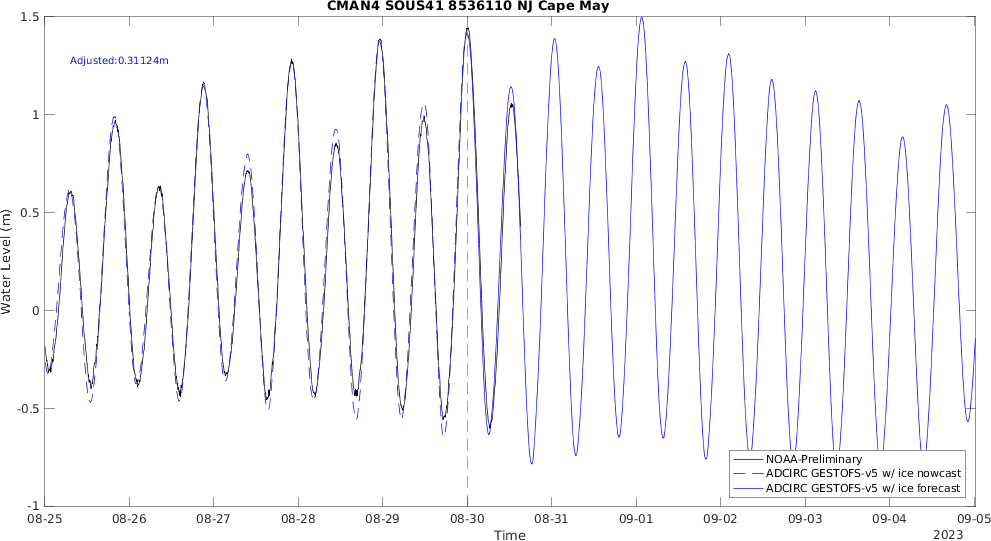 CMAN4 SOUS41 8536110 NJ Cape May
Adjusted:0.31124m
Water Level (m)
1.5
1
0.5
0
-0.5
-1
NOAA-Preliminary
ADCIRC GESTOFS-v5 w/ ice nowcast
ADCIRC GESTOFS-v5 w/ ice forecast
08-25 08-26 08-27 08-28 08-29 08-30 08-31 09-01 09-02 09-03 09-04 09-05
Time
2023